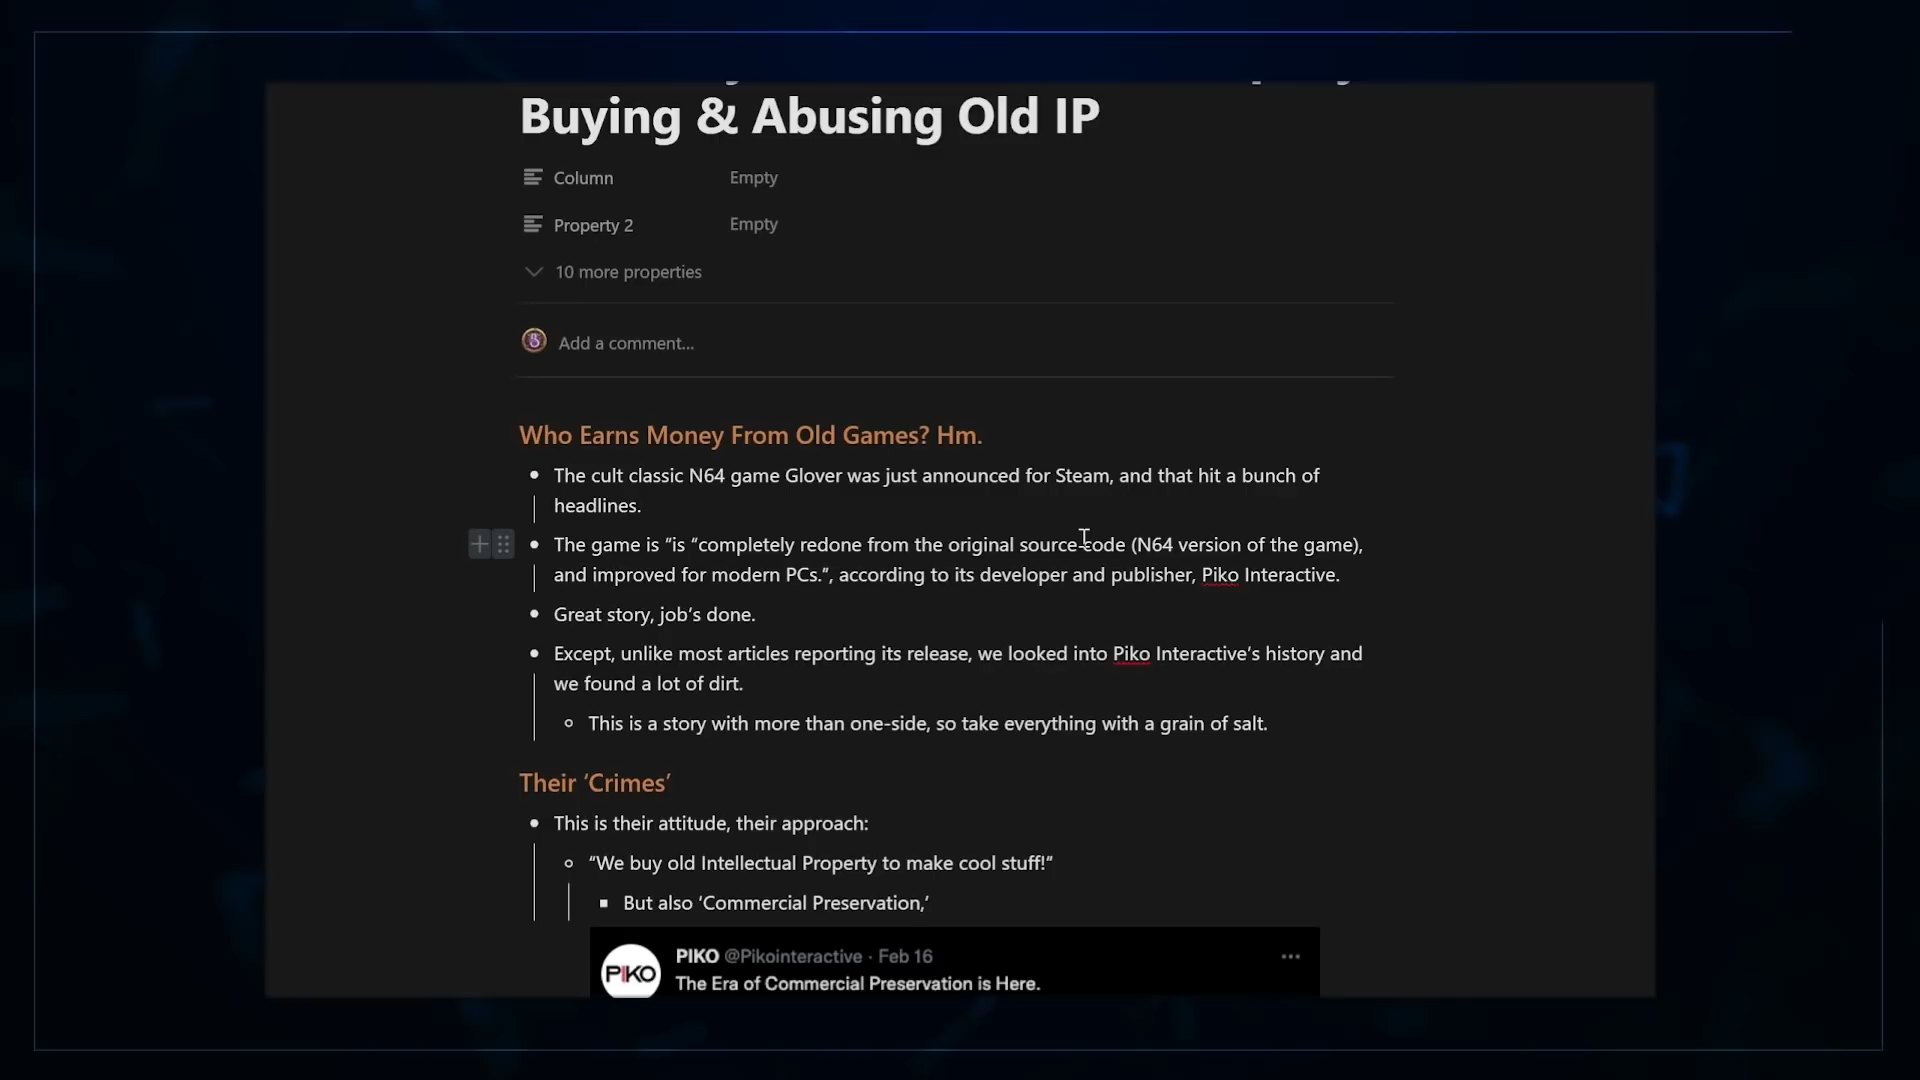 Buying & Abusing Old IP
Column Empty
Property 2 Empty
10 more properties
Add a comment...
Who Earns Money From Old Games? Hm.
• The cult classic N64 game Glover was just announced for Steam, and that hit a bunch of
headlines.
• The game is “is “completely redone from the original source code (N64 version of the game),
and improved for modern PCs.”, according to its developer and publisher, Piko Interactive.
• Great story, job’s done.
• Except, unlike most articles reporting its release, we looked into Piko Interactive’s history and
we found a lot of dirt.
◦ This is a story with more than one-side, so take everything with a grain of salt.
Their ‘Crimes’
• This is their attitude, their approach:
◦ “We buy old Intellectual Property to make cool stuff!“
▪ But also ‘Commercial Preservation,’
PIKO
PIKO @Pikointeractive · Feb 16
The Era of Commercial Preservation is Here.